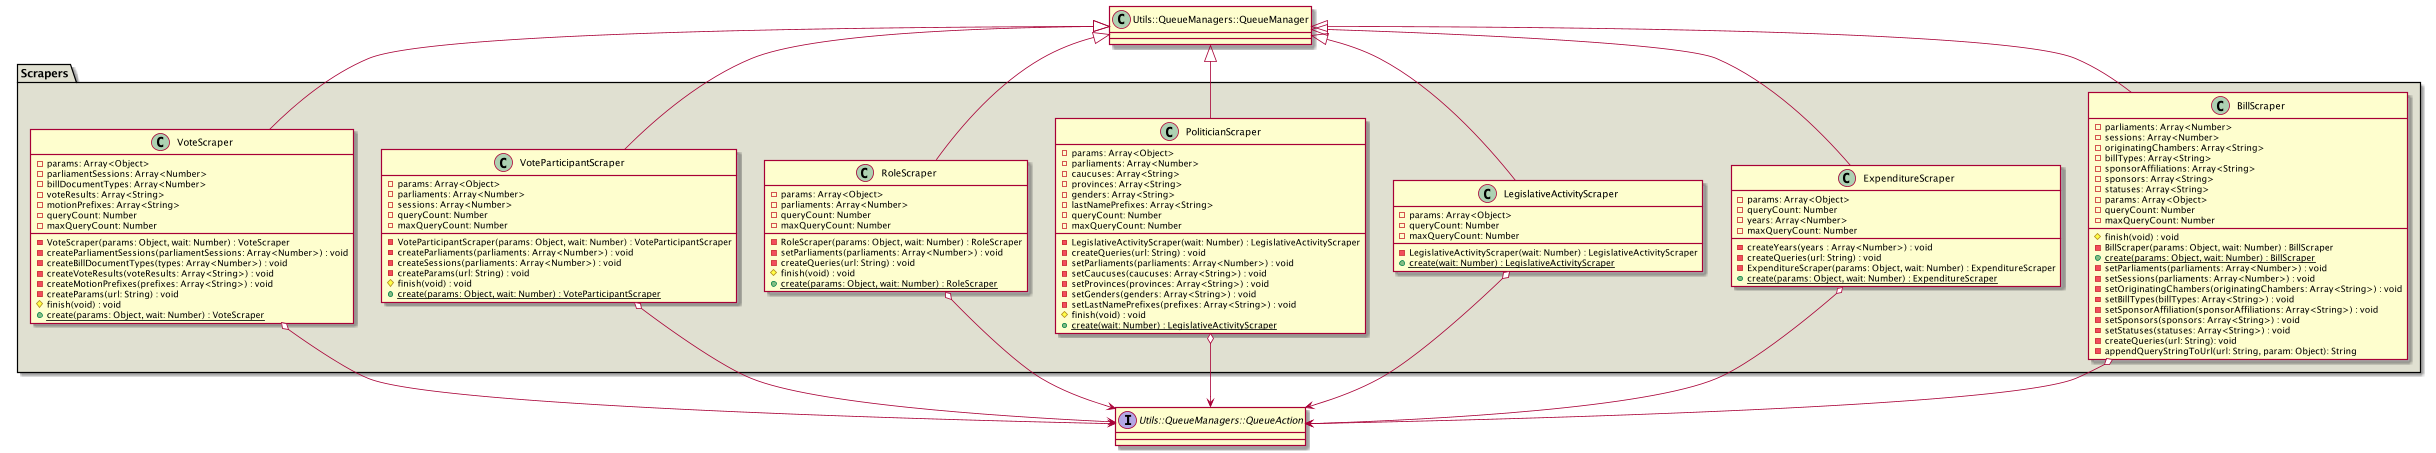 Utils::QueueManagers::QueueManager
Scrapers
VoteScraper
params: Array<Object>
parliamentSessions: Array<Number>
billDocumentTypes: Array<Number>
voteResults: Array<String>
motionPrefixes: Array<String>
queryCount: Number
maxQueryCount: Number
VoteScraper(params: Object, wait: Number) : VoteScraper
createParliamentSessions(parliamentSessions: Array<Number>) : void
createBillDocumentTypes(types: Array<Number>) : void
createVoteResults(voteResults: Array<String>) : void
createMotionPrefixes(prefixes: Array<String>) : void
createParams(url: String) : void
finish(void) : void
create(params: Object, wait: Number) : VoteScraper
VoteParticipantScraper
params: Array<Object>
parliaments: Array<Number>
sessions: Array<Number>
queryCount: Number
maxQueryCount: Number
VoteParticipantScraper(params: Object, wait: Number) : VoteParticipantScraper
createParliaments(parliaments: Array<Number>) : void
createSessions(parliaments: Array<Number>) : void
createParams(url: String) : void
finish(void) : void
create(params: Object, wait: Number) : VoteParticipantScraper
RoleScraper
params: Array<Object>
parliaments: Array<Number>
queryCount: Number
maxQueryCount: Number
RoleScraper(params: Object, wait: Number) : RoleScraper
setParliaments(parliaments: Array<Number>) : void
createQueries(url: String) : void
finish(void) : void
create(params: Object, wait: Number) : RoleScraper
PoliticianScraper
params: Array<Object>
parliaments: Array<Number>
caucuses: Array<String>
provinces: Array<String>
genders: Array<String>
lastNamePrefixes: Array<String>
queryCount: Number
maxQueryCount: Number
LegislativeActivityScraper(wait: Number) : LegislativeActivityScraper
createQueries(url: String) : void
setParliaments(parliaments: Array<Number>) : void
setCaucuses(caucuses: Array<String>) : void
setProvinces(provinces: Array<String>) : void
setGenders(genders: Array<String>) : void
setLastNamePrefixes(prefixes: Array<String>) : void
finish(void) : void
create(wait: Number) : LegislativeActivityScraper
LegislativeActivityScraper
params: Array<Object>
queryCount: Number
maxQueryCount: Number
LegislativeActivityScraper(wait: Number) : LegislativeActivityScraper
create(wait: Number) : LegislativeActivityScraper
ExpenditureScraper
params: Array<Object>
queryCount: Number
years: Array<Number>
maxQueryCount: Number
createYears(years : Array<Number>) : void
createQueries(url: String) : void
ExpenditureScraper(params: Object, wait: Number) : ExpenditureScraper
create(params: Object, wait: Number) : ExpenditureScraper
BillScraper
parliaments: Array<Number>
sessions: Array<Number>
originatingChambers: Array<String>
billTypes: Array<String>
sponsorAffiliations: Array<String>
sponsors: Array<String>
statuses: Array<String>
params: Array<Object>
queryCount: Number
maxQueryCount: Number
finish(void) : void
BillScraper(params: Object, wait: Number) : BillScraper
create(params: Object, wait: Number) : BillScraper
setParliaments(parliaments: Array<Number>) : void
setSessions(parliaments: Array<Number>) : void
setOriginatingChambers(originatingChambers: Array<String>) : void
setBillTypes(billTypes: Array<String>) : void
setSponsorAffiliation(sponsorAffiliations: Array<String>) : void
setSponsors(sponsors: Array<String>) : void
setStatuses(statuses: Array<String>) : void
createQueries(url: String): void
appendQueryStringToUrl(url: String, param: Object): String
Utils::QueueManagers::QueueAction